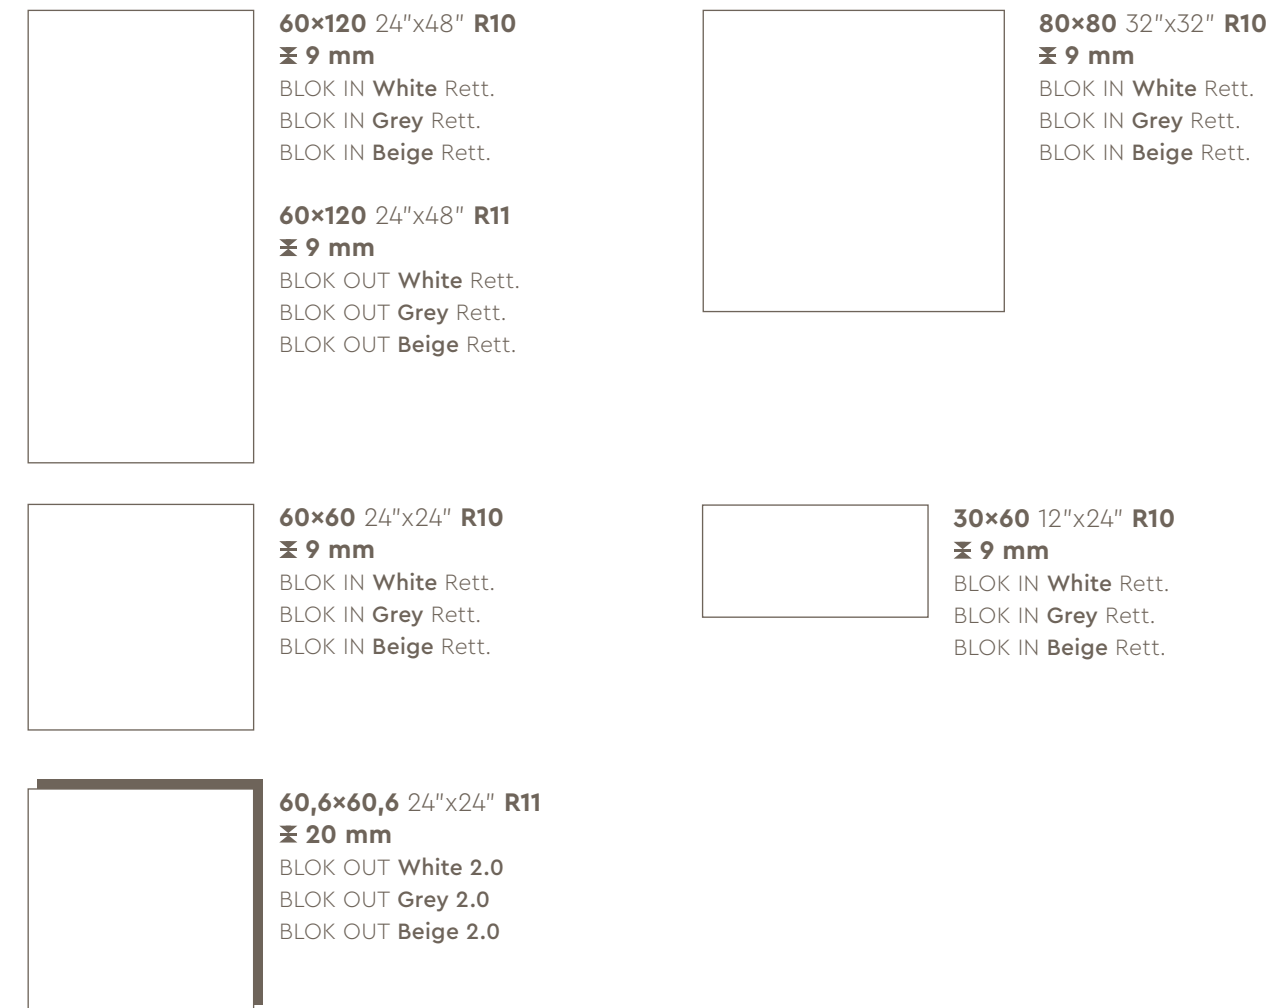 60×120 24"x48" R10
9 mm
BLOK IN White Rett.
BLOK IN Grey Rett.
BLOK IN Beige Rett.
60×120 24"x48" R11
9 mm
BLOK OUT White Rett.
BLOK OUT Grey Rett.
BLOK OUT Beige Rett.
80×80 32"x32" R10
9 mm
BLOK IN White Rett.
BLOK IN Grey Rett.
BLOK IN Beige Rett.
60×60 24"x24" R10
9 mm
BLOK IN White Rett.
BLOK IN Grey Rett.
BLOK IN Beige Rett.
30×60 12"x24" R10
9 mm
BLOK IN White Rett.
BLOK IN Grey Rett.
BLOK IN Beige Rett.
60,6×60,6 24"x24" R11
20 mm
BLOK OUT White 2.0
BLOK OUT Grey 2.0
BLOK OUT Beige 2.0